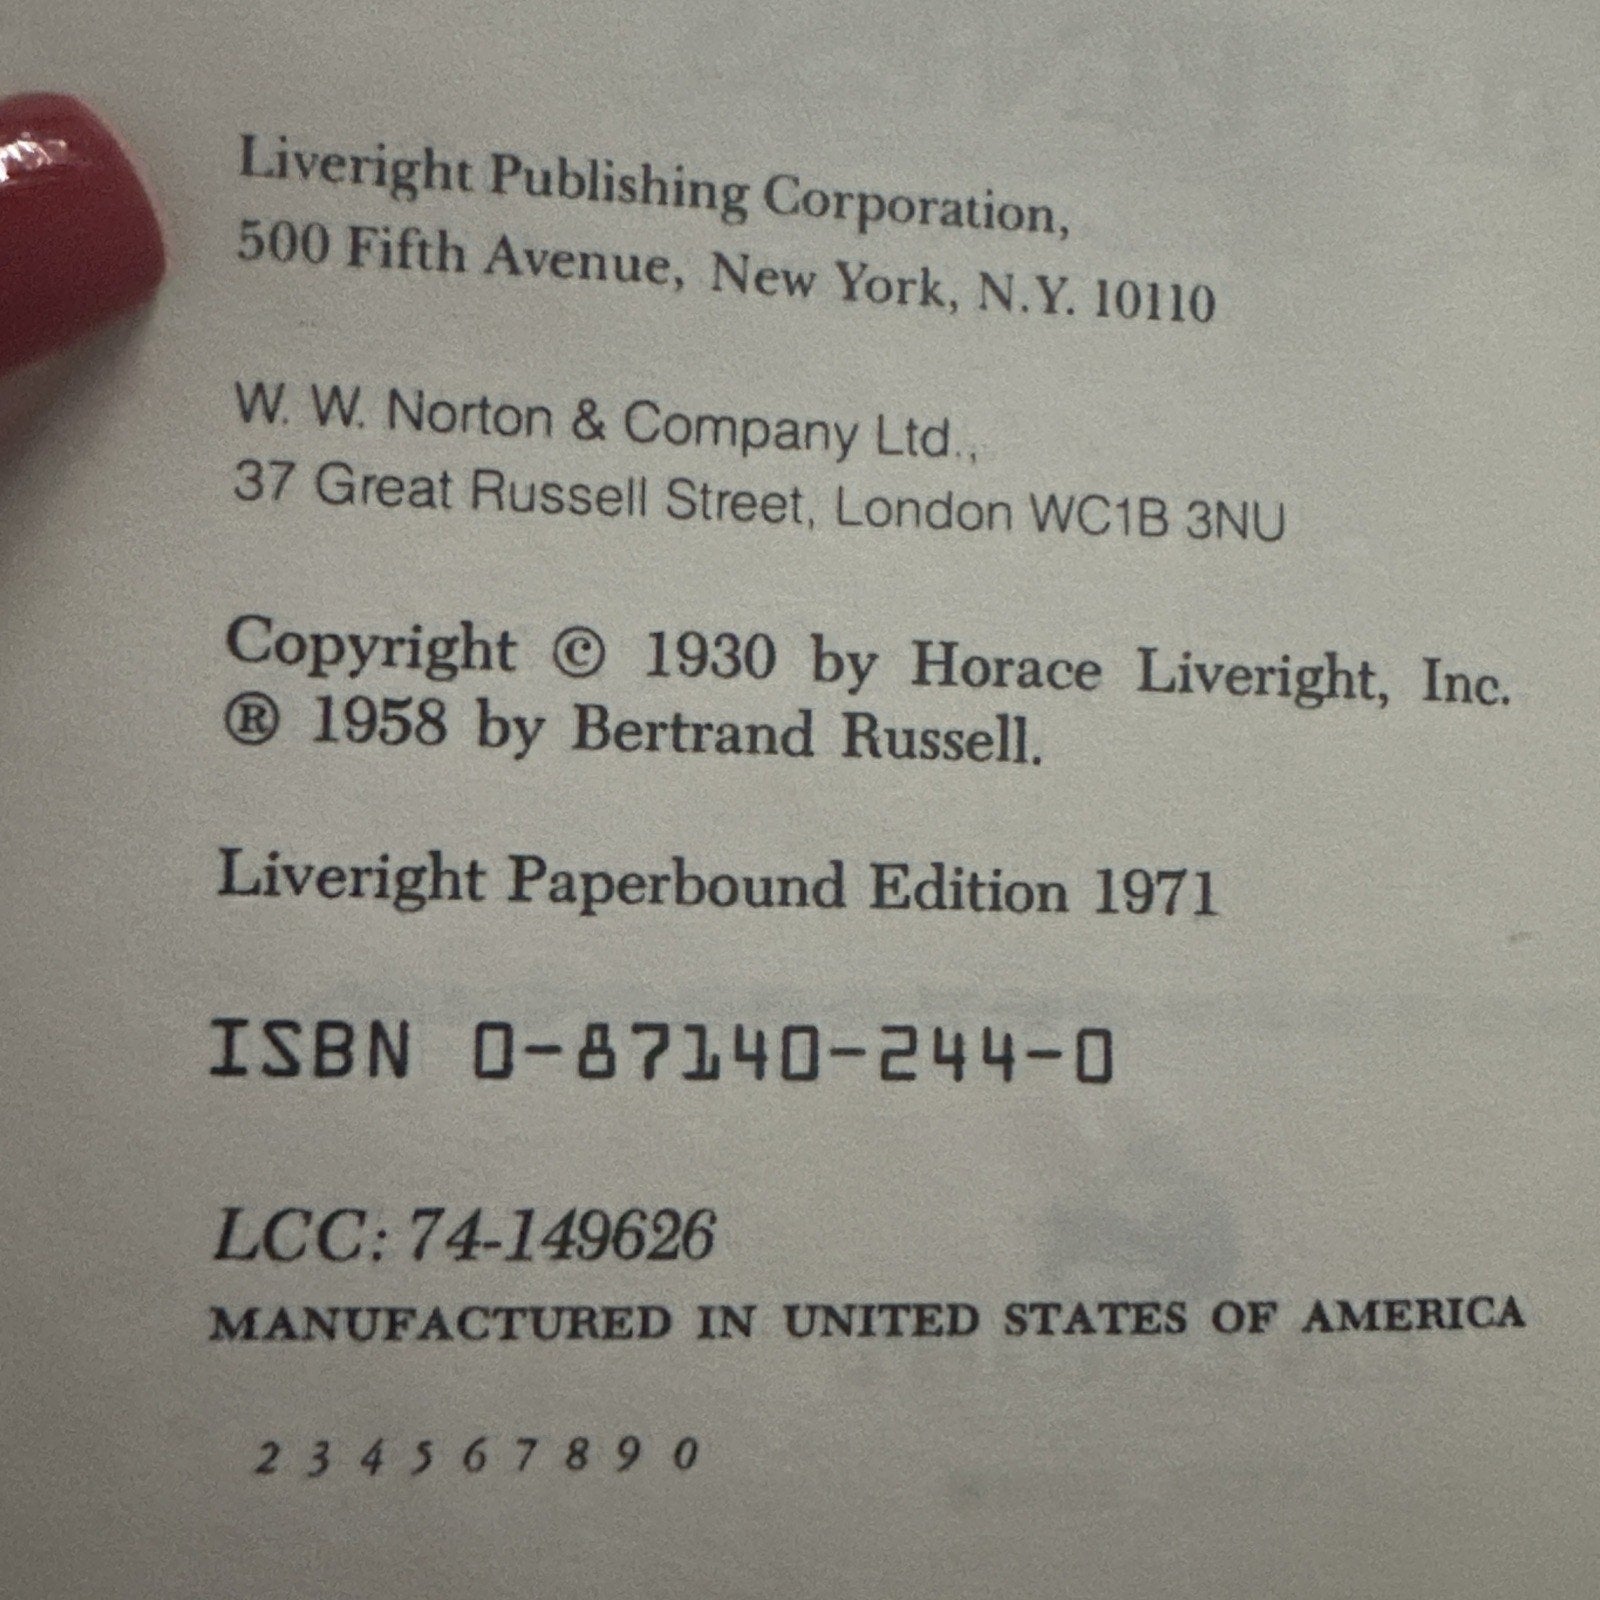 Liveright Publishing Corporation,
500 Fifth Avenue, New York, N.Y. 10110
W. W. Norton & Company Ltd.,
37 Great Russell Street, London WC1B 3NU
Copyright © 1930 by Horace Liveright, Inc.
® 1958 by Bertrand Russell.
Liveright Paperbound Edition 1971
ISBN 0-87140-244-0
LCC: 74-149626
MANUFACTURED IN UNITED STATES OF AMERICA
2 3 4 5 6 7 8 9 0